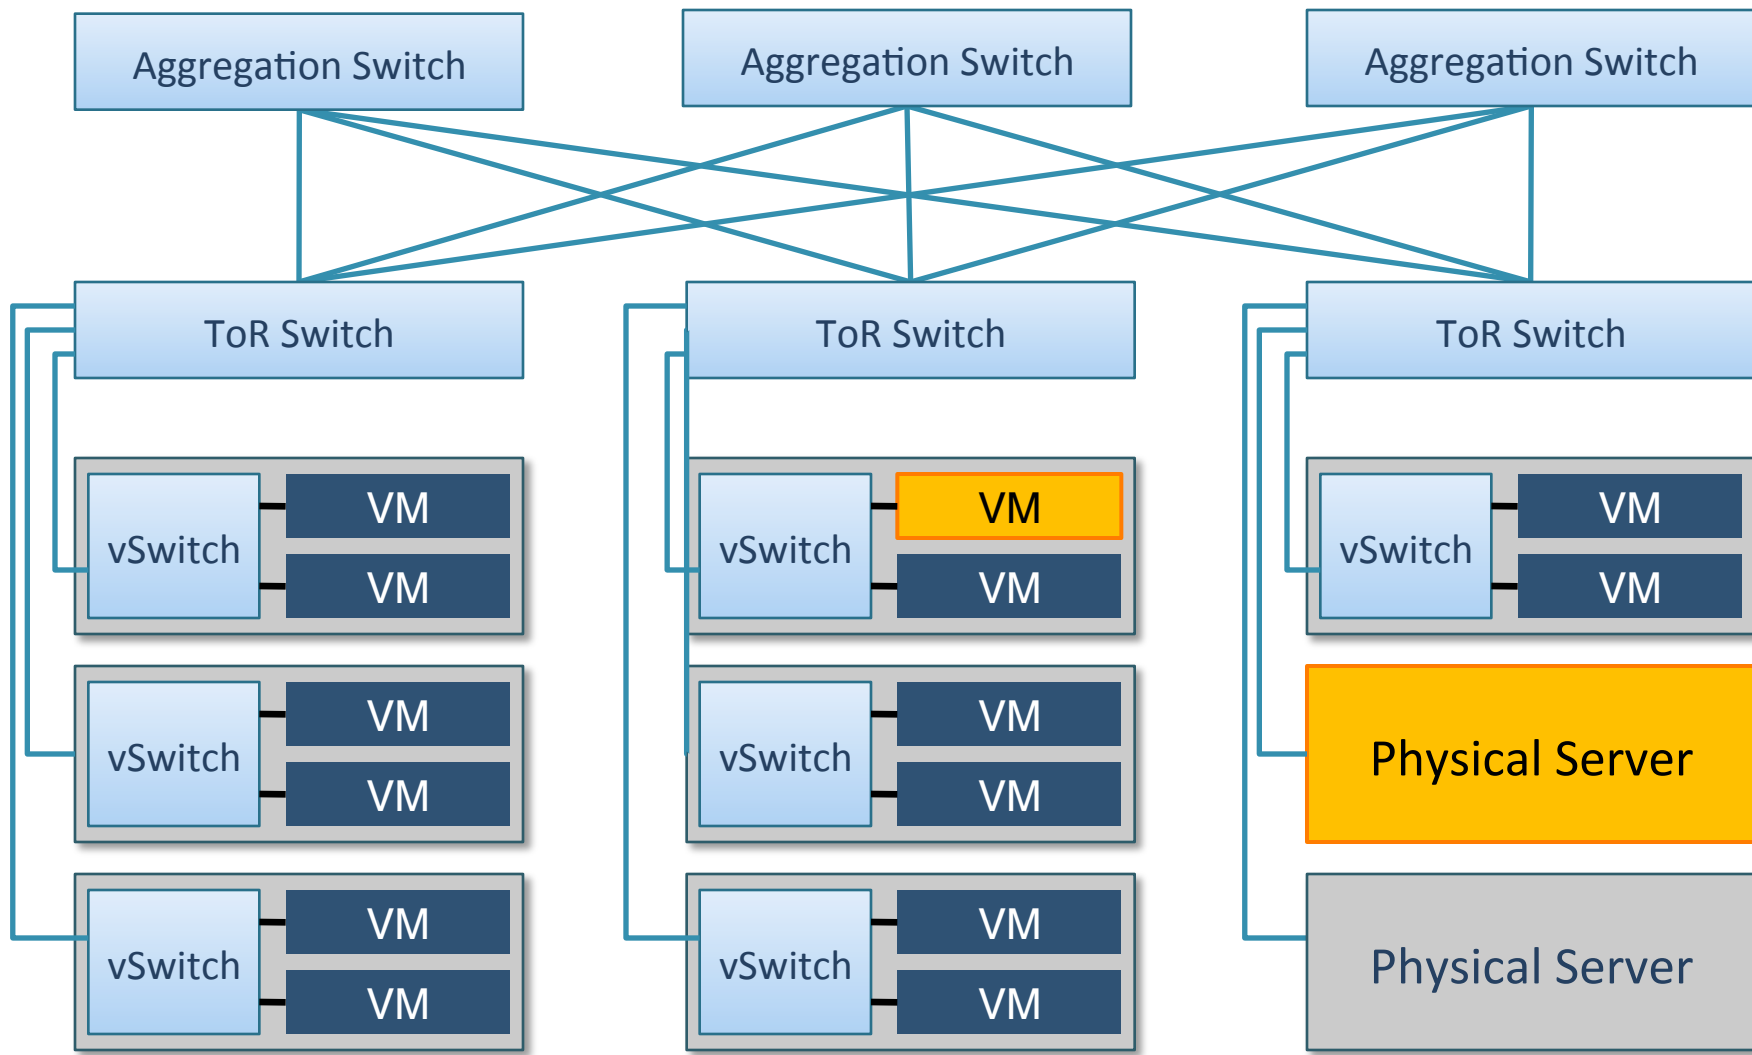 Aggregation Switch
Aggregation Switch
Aggregation Switch
ToR Switch
ToR Switch
ToR Switch
vSwitch
VM
VM
vSwitch
VM
VM
vSwitch
VM
VM
vSwitch
VM
VM
vSwitch
VM
VM
Physical Server
vSwitch
VM
VM
vSwitch
VM
VM
Physical Server